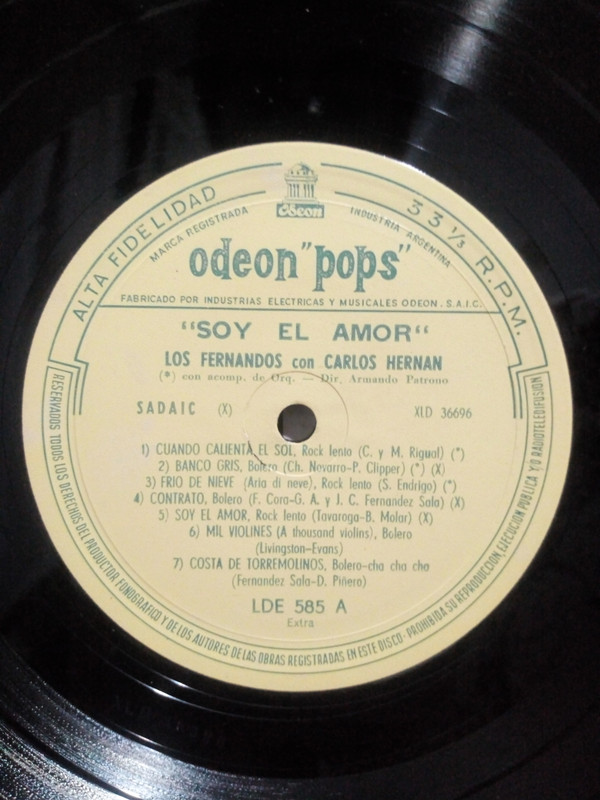 ALTA FIDELIDAD
33 1/3 R.P.M.
Odeon
MARCA REGISTRADA
INDUSTRIA ARGENTINA
odeon "pops"
FABRICADO POR INDUSTRIAS ELECTRICAS Y MUSICALES ODEON. S.A.I.C.
"SOY EL AMOR"
LOS FERNANDOS con CARLOS HERNAN
(*) con acomp. de Orq. — Dir. Armando Patrono
SADAIC (X) XLD 36696
1) CUANDO CALIENTA EL SOL, Rock lento (C. y M. Rigual) (*)
2) BANCO GRIS, Bolero (Ch. Novarro-P. Clipper) (*) (X)
3) FRIO DE NIEVE (Aria di neve), Rock lento (S. Endrigo) (*)
4) CONTRATO, Bolero (F. Cora-G. A. y J. C. Fernandez Sala) (X)
5) SOY EL AMOR, Rock lento (Tavaroga-B. Molar) (X)
6) MIL VIOLINES (A thousand violins), Bolero
(Livingston-Evans)
7) COSTA DE TORREMOLINOS, Bolero-cha cha cha
(Fernandez Sala-D. Piñero)
LDE 585 A
Extra
RESERVADOS TODOS LOS DERECHOS DEL PRODUCTOR FONOGRAFICO Y DE LOS AUTORES DE LAS OBRAS REGISTRADAS EN ESTE DISCO · PROHIBIDA SU REPRODUCCION, EJECUCION PUBLICA Y/O RADIOTELEDIFUSION